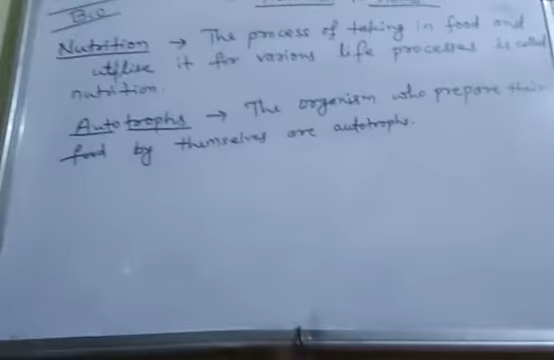 Bio
Nutrition → The process of taking in food and
utilise it for various life processes is called
nutrition.
Autotrophs → The organism who prepare their
food by themselves are autotrophs.